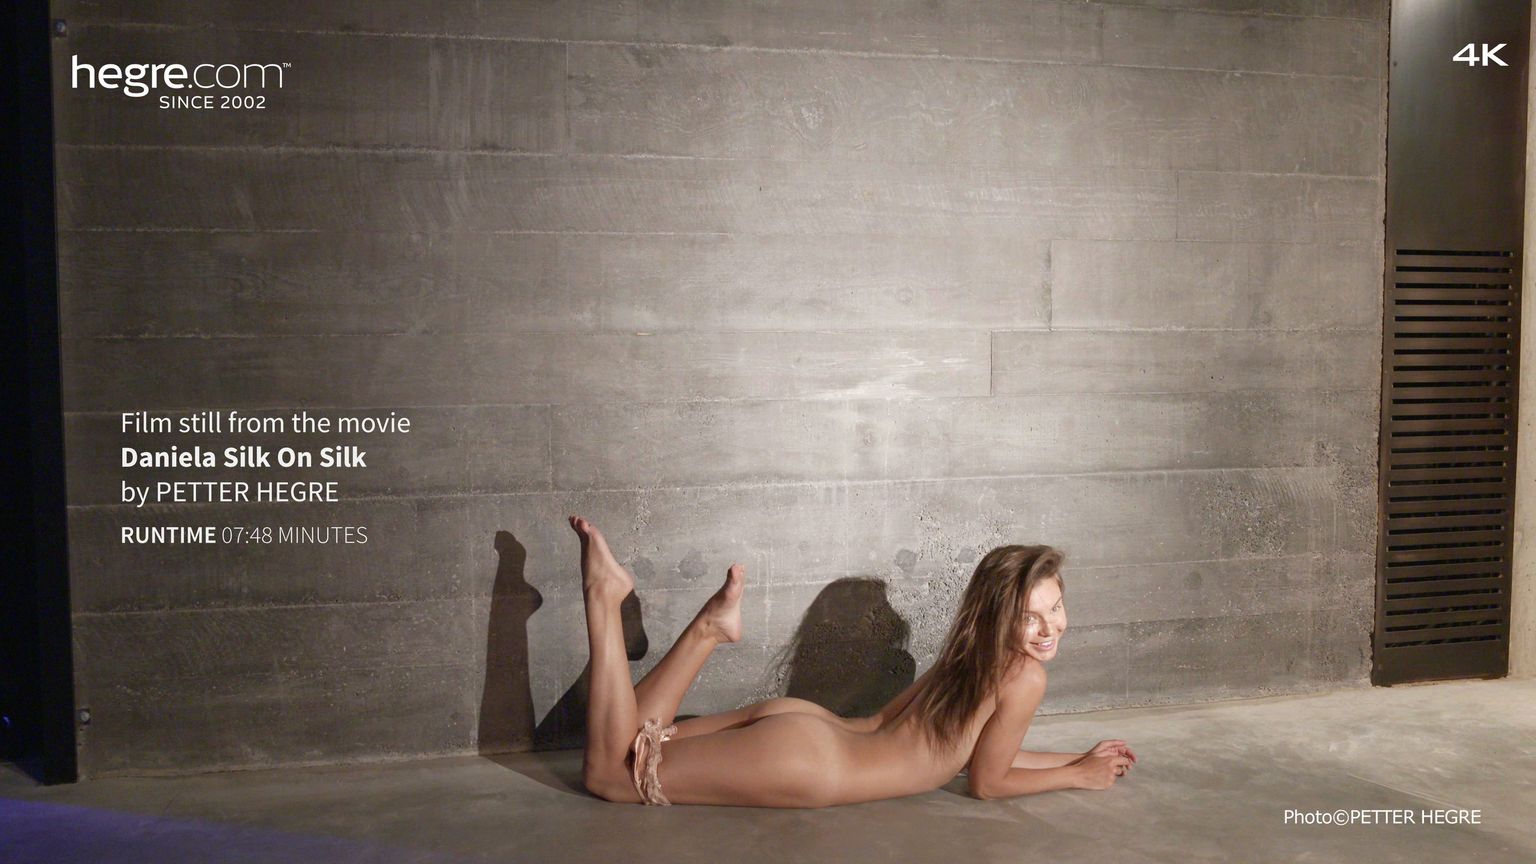 hegre.com™
SINCE 2002
4K
Film still from the movie
Daniela Silk On Silk
by PETTER HEGRE
RUNTIME 07:48 MINUTES
Photo©PETTER HEGRE